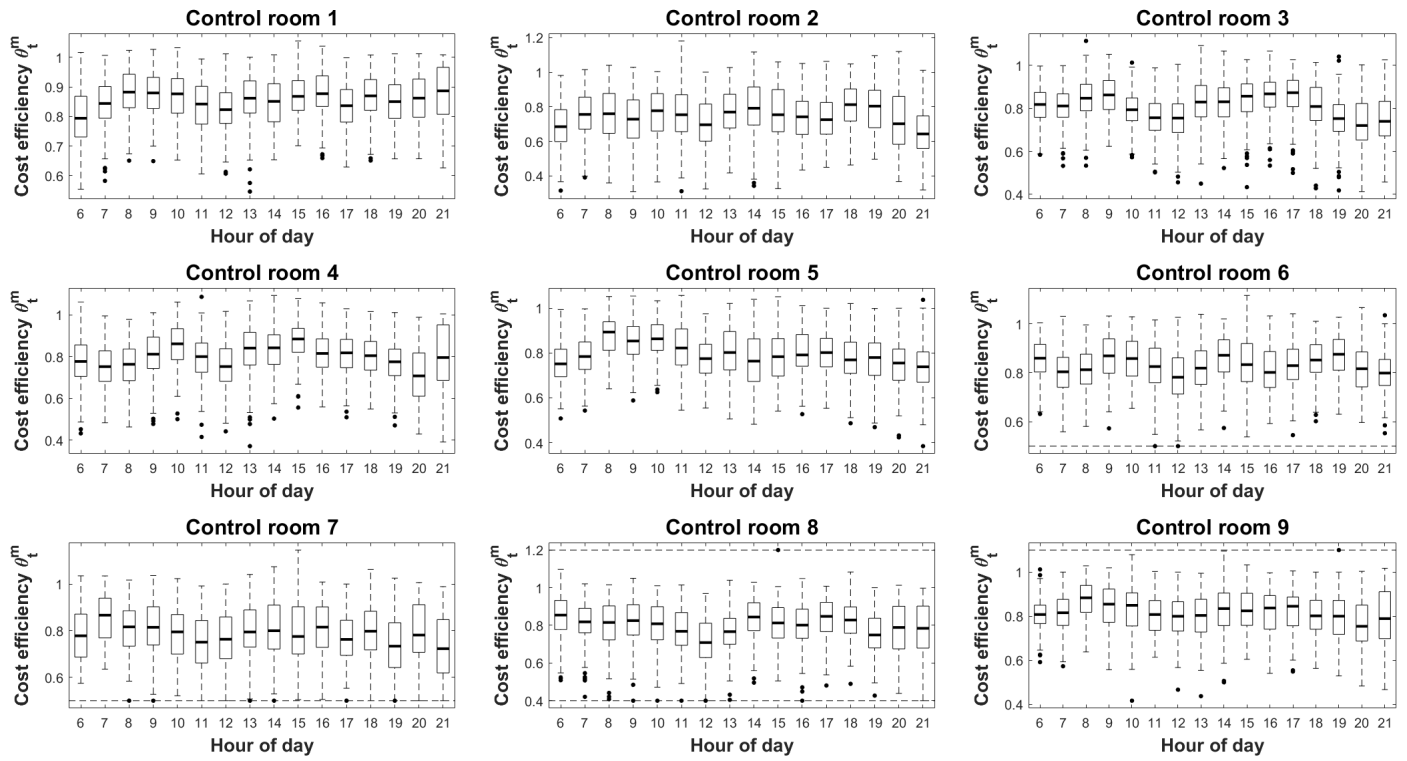 Control room 1
Cost efficiency θ_t^m
1
0.9
0.8
0.7
0.6
6 7 8 9 10 11 12 13 14 15 16 17 18 19 20 21
Hour of day
Control room 2
Cost efficiency θ_t^m
1.2
1
0.8
0.6
0.4
6 7 8 9 10 11 12 13 14 15 16 17 18 19 20 21
Hour of day
Control room 3
Cost efficiency θ_t^m
1
0.8
0.6
0.4
6 7 8 9 10 11 12 13 14 15 16 17 18 19 20 21
Hour of day
Control room 4
Cost efficiency θ_t^m
1
0.8
0.6
0.4
6 7 8 9 10 11 12 13 14 15 16 17 18 19 20 21
Hour of day
Control room 5
Cost efficiency θ_t^m
1
0.8
0.6
0.4
6 7 8 9 10 11 12 13 14 15 16 17 18 19 20 21
Hour of day
Control room 6
Cost efficiency θ_t^m
1
0.8
0.6
6 7 8 9 10 11 12 13 14 15 16 17 18 19 20 21
Hour of day
Control room 7
Cost efficiency θ_t^m
1
0.8
0.6
6 7 8 9 10 11 12 13 14 15 16 17 18 19 20 21
Hour of day
Control room 8
Cost efficiency θ_t^m
1.2
1
0.8
0.6
0.4
6 7 8 9 10 11 12 13 14 15 16 17 18 19 20 21
Hour of day
Control room 9
Cost efficiency θ_t^m
1
0.8
0.6
0.4
6 7 8 9 10 11 12 13 14 15 16 17 18 19 20 21
Hour of day